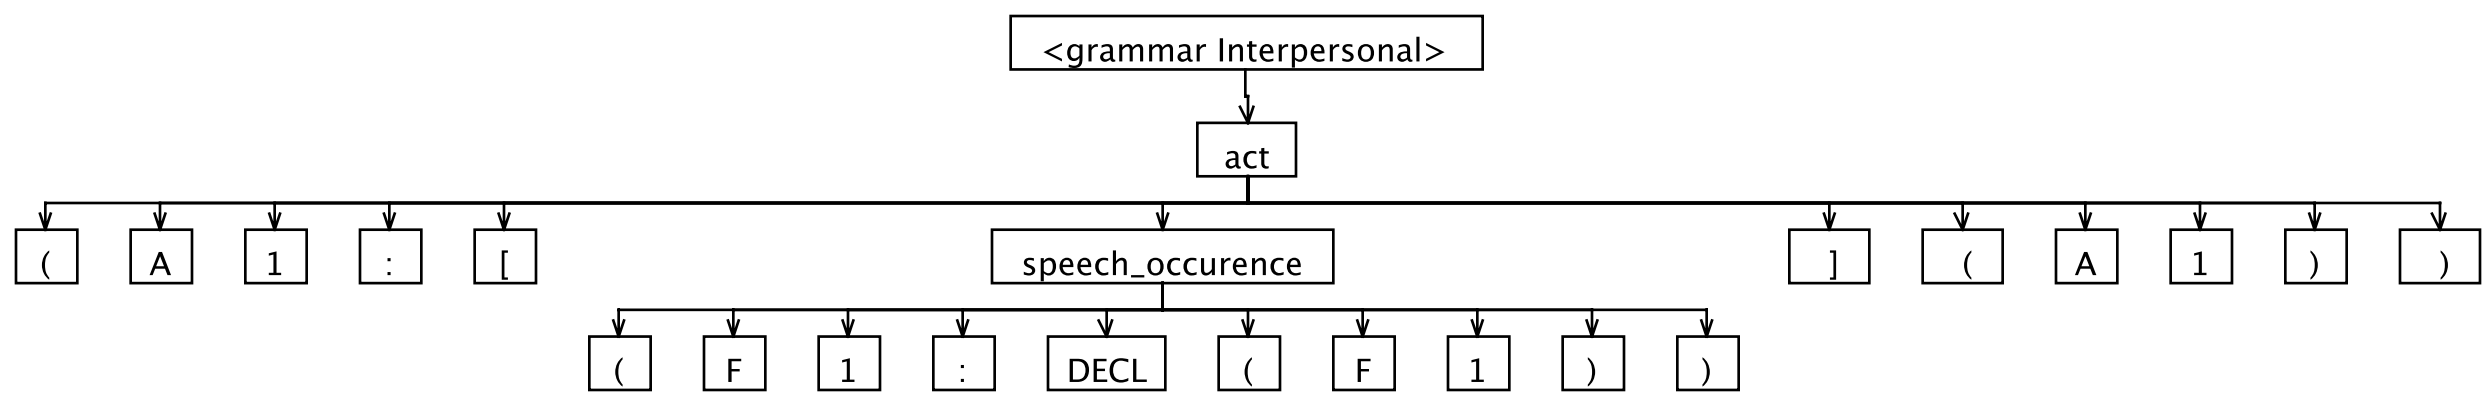 <grammar Interpersonal>
act
( A 1 : [ speech_occurence ] ( A 1 ) )
( F 1 : DECL ( F 1 ) )